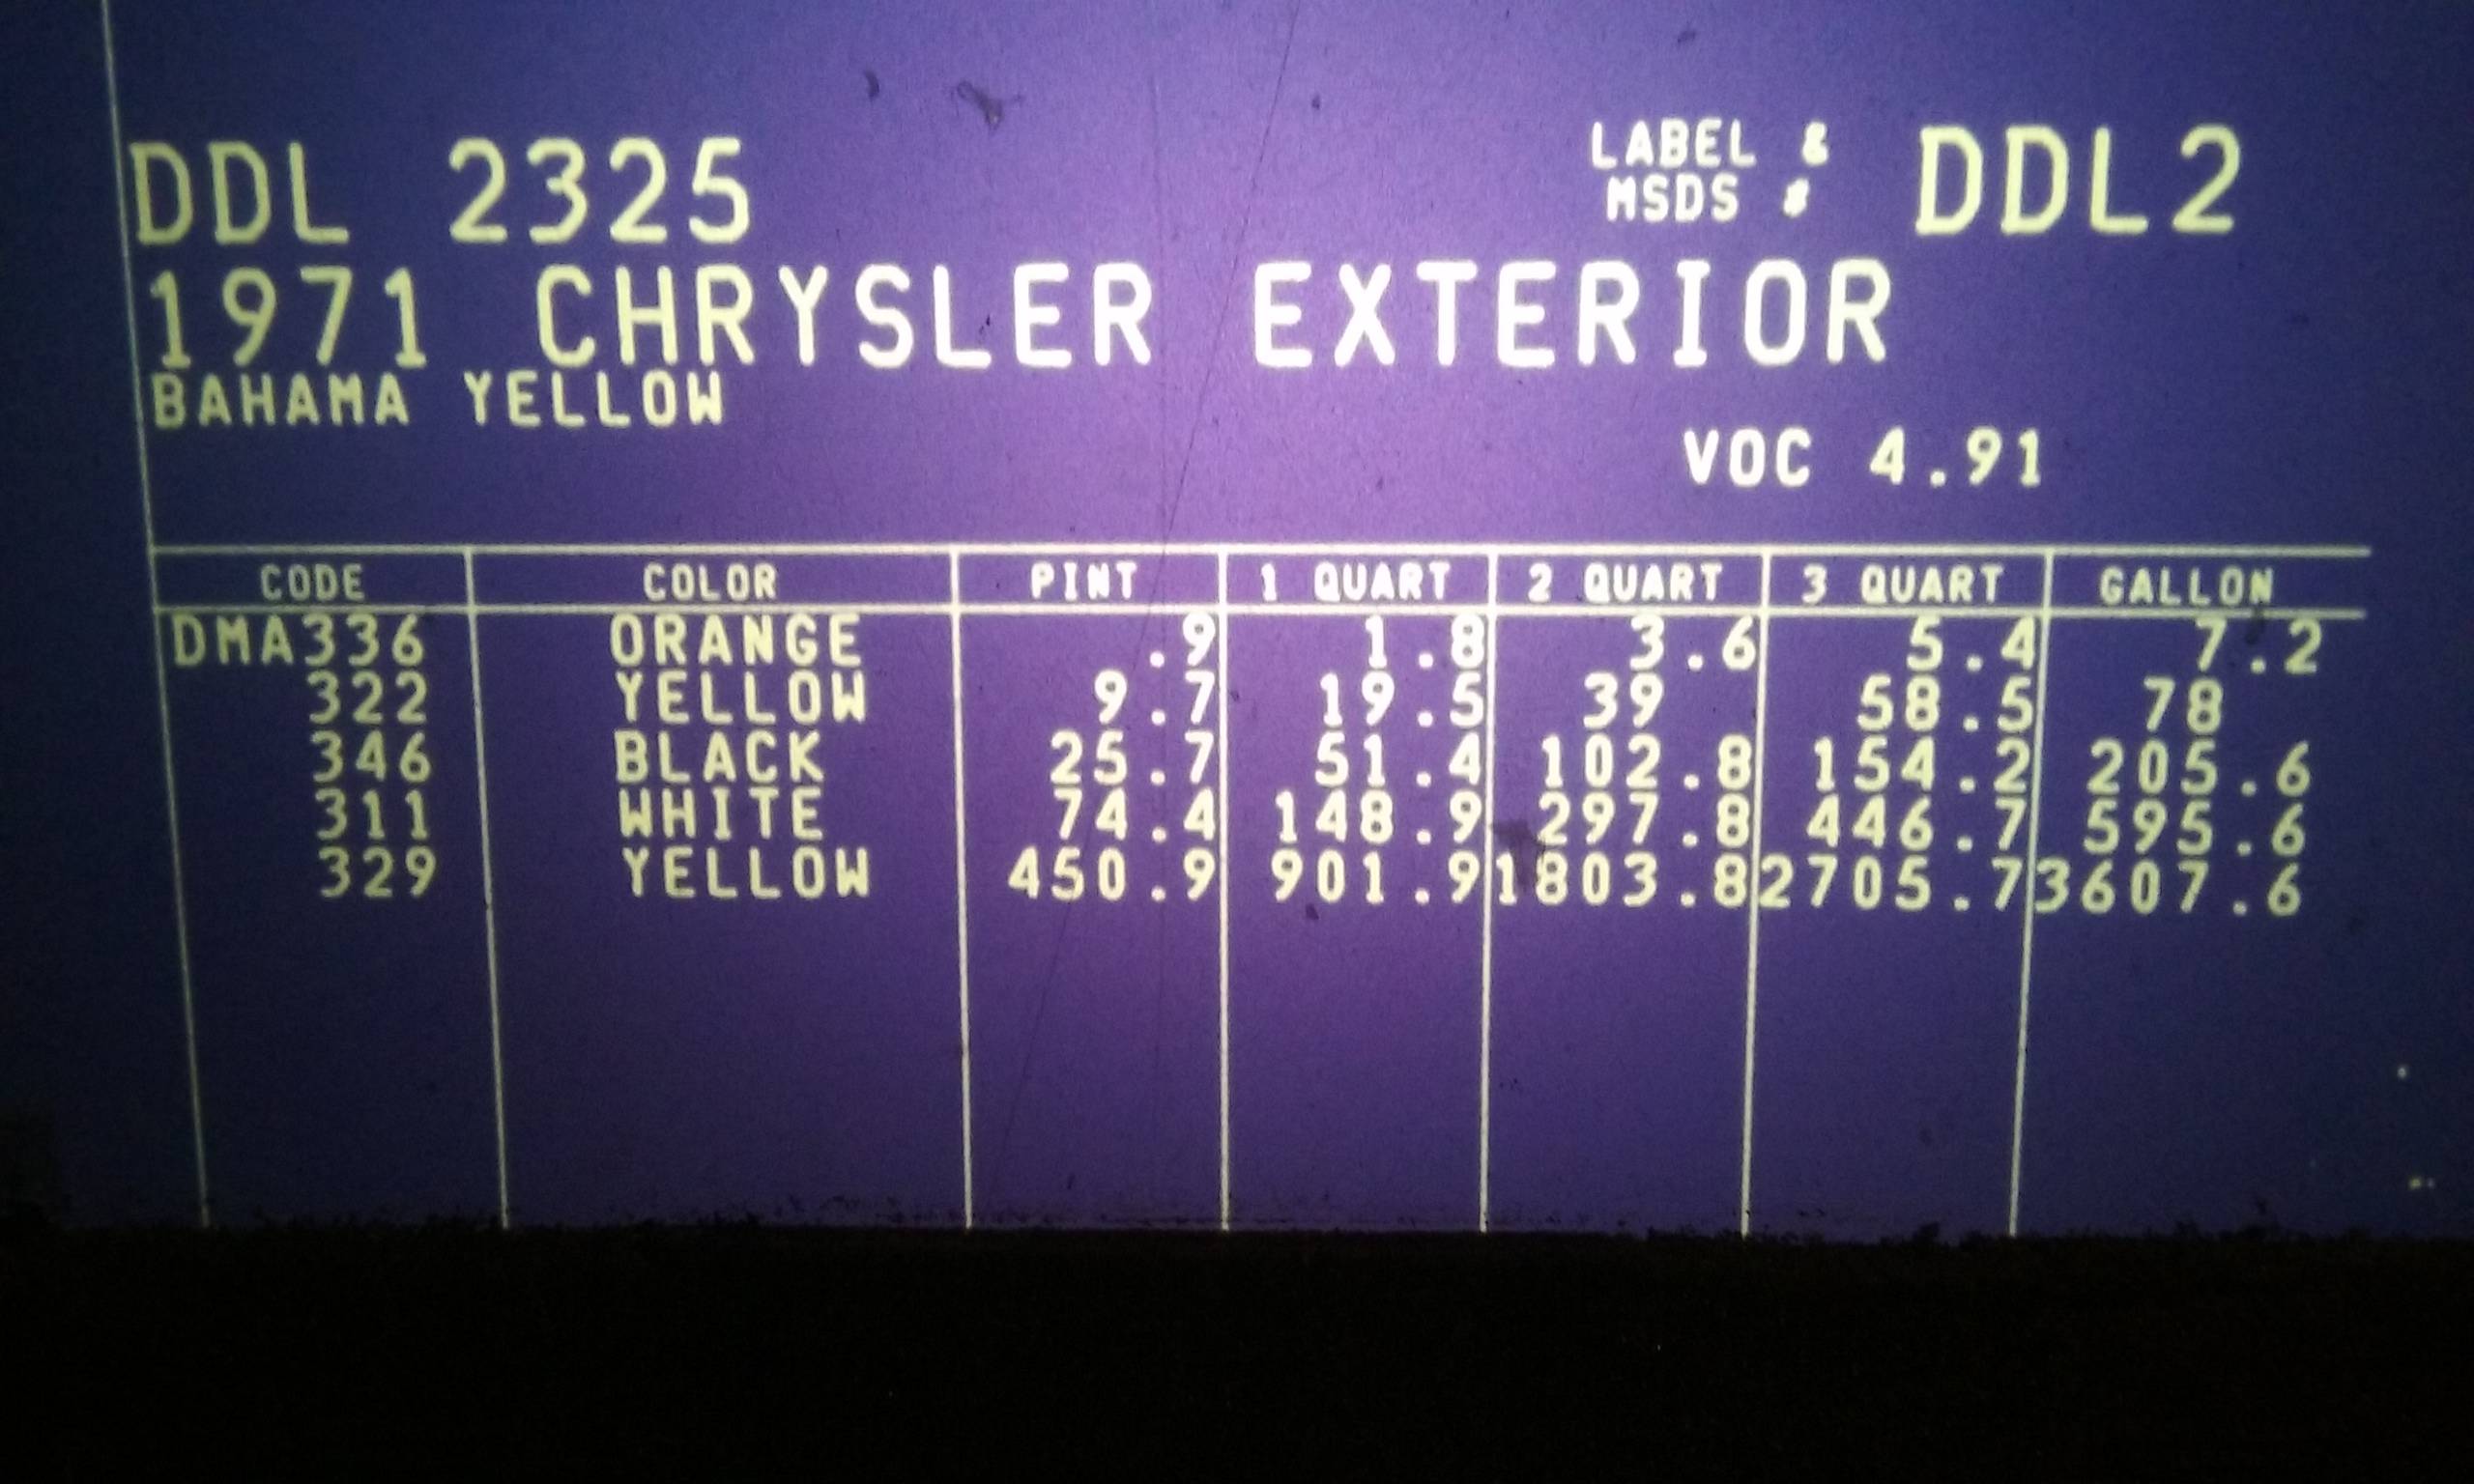 DDL 2325 LABEL & MSDS # DDL2
1971 CHRYSLER EXTERIOR
BAHAMA YELLOW
VOC 4.91
CODE COLOR PINT 1 QUART 2 QUART 3 QUART GALLON
DMA336 ORANGE .9 1.8 3.6 5.4 7.2
322 YELLOW 9.7 19.5 39 58.5 78
346 BLACK 25.7 51.4 102.8 154.2 205.6
311 WHITE 74.4 148.9 297.8 446.7 595.6
329 YELLOW 450.9 901.9 1803.8 2705.7 3607.6